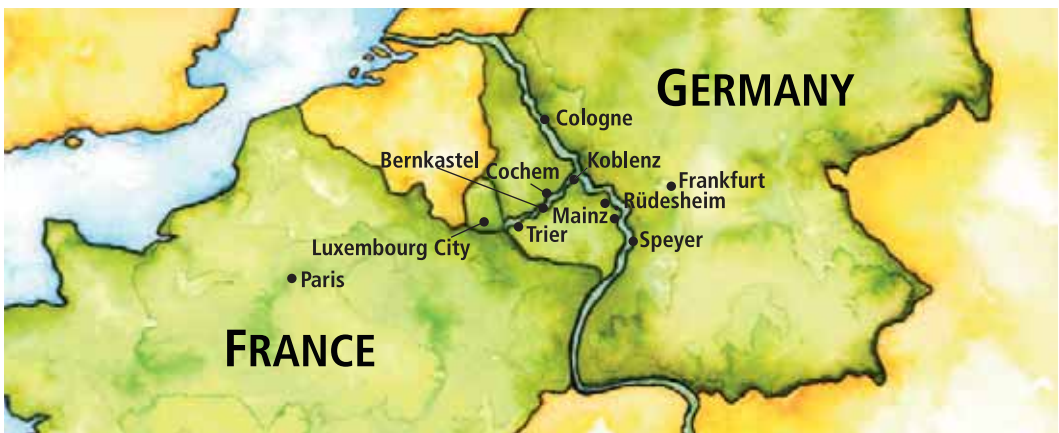 GERMANY
Cologne
Bernkastel
Koblenz
Cochem
Frankfurt
Rüdesheim
Mainz
Trier
Speyer
Luxembourg City
Paris
FRANCE